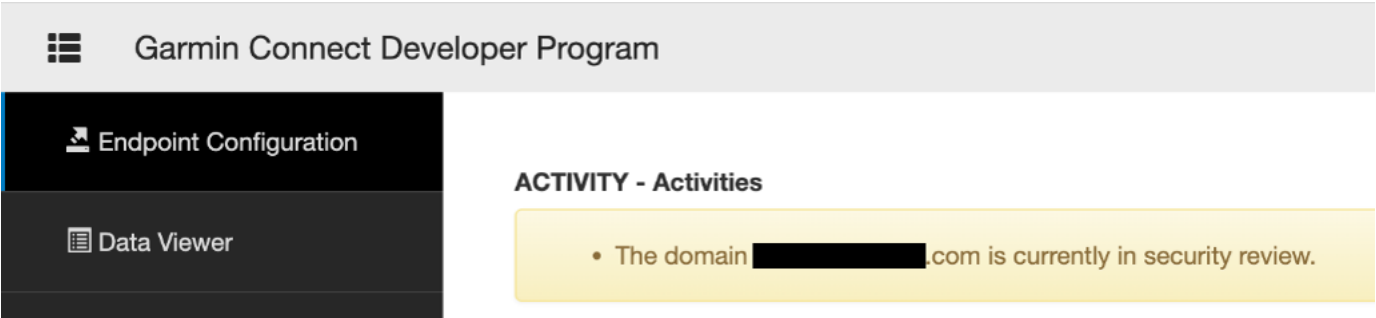 Garmin Connect Developer Program
Endpoint Configuration
ACTIVITY - Activities
Data Viewer
• The domain .com is currently in security review.